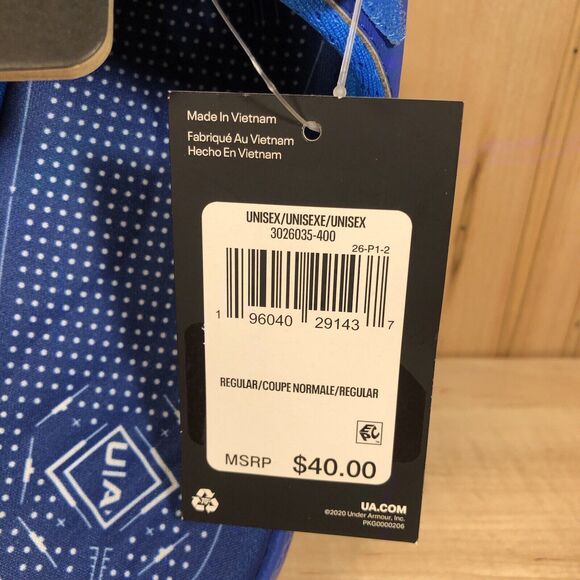 Made In Vietnam
Fabriqué Au Vietnam
Hecho En Vietnam
UNISEX/UNISEXE/UNISEX
3026035-400
26-P1-2
1 96040 29143 7
REGULAR/COUPE NORMALE/REGULAR
MSRP $40.00
UA.COM
©2020 Under Armour, Inc.
PKG0000206
UA